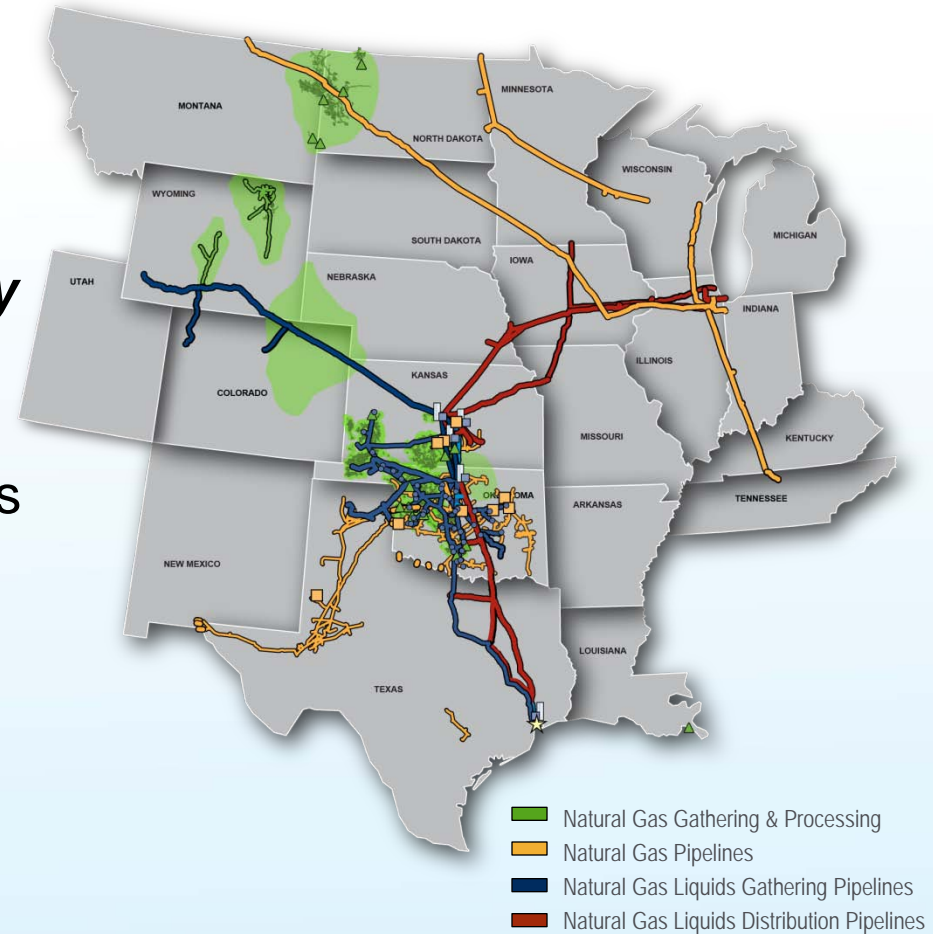 MONTANA
NORTH DAKOTA
MINNESOTA
WISCONSIN
MICHIGAN
WYOMING
SOUTH DAKOTA
IOWA
y
UTAH
NEBRASKA
INDIANA
ILLINOIS
COLORADO
KANSAS
MISSOURI
KENTUCKY
s
TENNESSEE
ARKANSAS
NEW MEXICO
LOUISIANA
TEXAS
Natural Gas Gathering & Processing
Natural Gas Pipelines
Natural Gas Liquids Gathering Pipelines
Natural Gas Liquids Distribution Pipelines